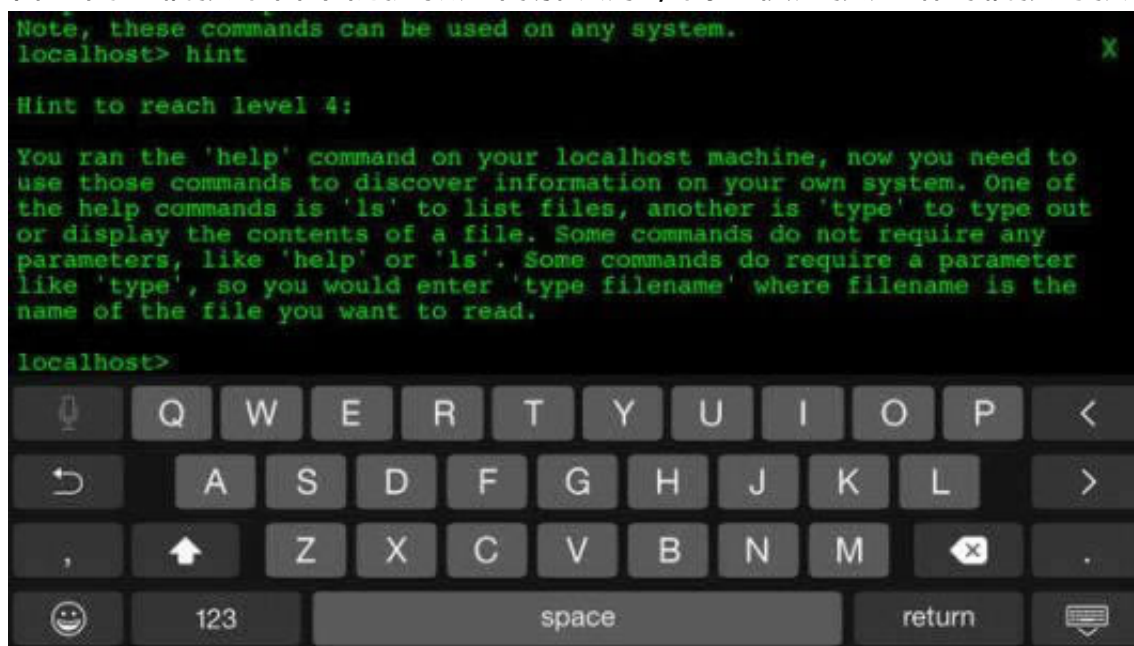 Note, these commands can be used on any system.
localhost> hint
X
Hint to reach level 4:
You ran the 'help' command on your localhost machine, now you need to
use those commands to discover information on your own system. One of
the help commands is 'ls' to list files, another is 'type' to type out
or display the contents of a file. Some commands do not require any
parameters, like 'help' or 'ls'. Some commands do require a parameter
like 'type', so you would enter 'type filename' where filename is the
name of the file you want to read.
localhost>
Q W E R T Y U I O P <
A S D F G H J K L >
, Z X C V B N M .
123 space return